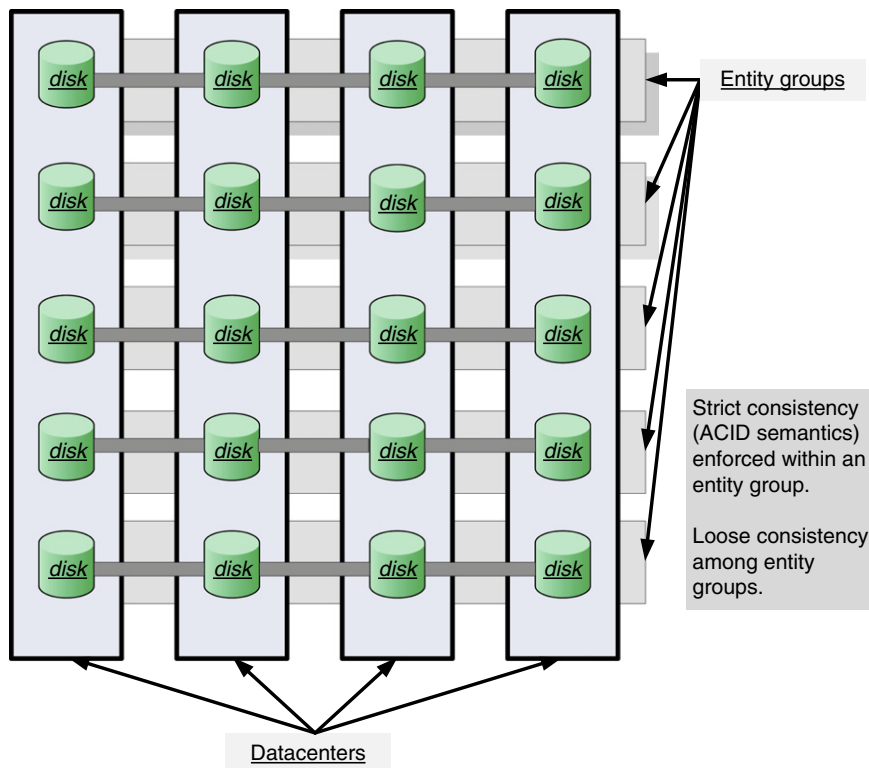 disk disk disk disk
Entity groups
disk disk disk disk
disk disk disk disk
Strict consistency
(ACID semantics)
enforced within an
entity group.
Loose consistency
among entity
groups.
disk disk disk disk
disk disk disk disk
Datacenters